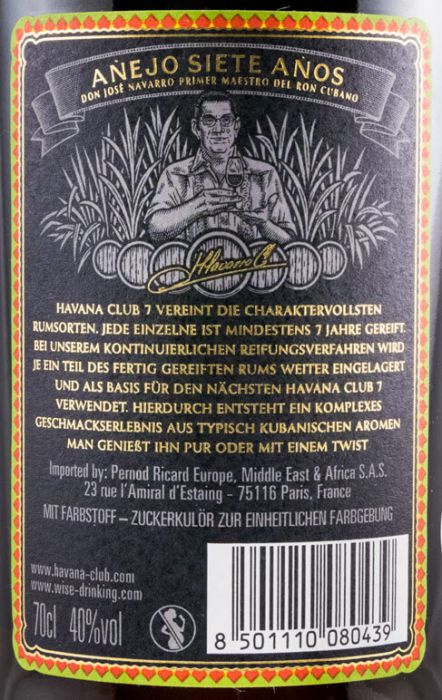 AÑEJO SIETE AÑOS
DON JOSÉ NAVARRO PRIMER MAESTRO DEL RON CUBANO
JNavarro
HAVANA CLUB 7 VEREINT DIE CHARAKTERVOLLSTEN
RUMSORTEN. JEDE EINZELNE IST MINDESTENS 7 JAHRE GEREIFT.
BEI UNSEREM KONTINUIERLICHEN REIFUNGSVERFAHREN WIRD
JE EIN TEIL DES FERTIG GEREIFTEN RUMS WEITER EINGELAGERT
UND ALS BASIS FÜR DEN NÄCHSTEN HAVANA CLUB 7
VERWENDET. HIERDURCH ENTSTEHT EIN KOMPLEXES
GESCHMACKSERLEBNIS AUS TYPISCH KUBANISCHEN AROMEN
MAN GENIEẞT IHN PUR ODER MIT EINEM TWIST
Imported by: Pernod Ricard Europe, Middle East & Africa S.A.S.
23 rue l'Amiral d'Estaing - 75116 Paris, France
MIT FARBSTOFF – ZUCKERKULÖR ZUR EINHEITLICHEN FARBGEBUNG
www.havana-club.com
www.wise-drinking.com
70cl 40%vol
8 501110 080439